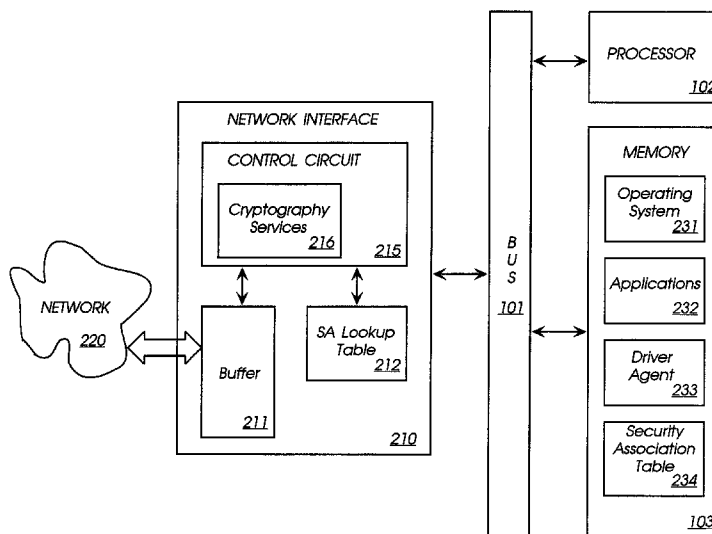 NETWORK
220
NETWORK INTERFACE
CONTROL CIRCUIT
Cryptography
Services
216
215
Buffer
211
SA Lookup
Table
212
210
B
U
S
101
PROCESSOR
102
MEMORY
Operating
System
231
Applications
232
Driver
Agent
233
Security
Association
Table
234
103